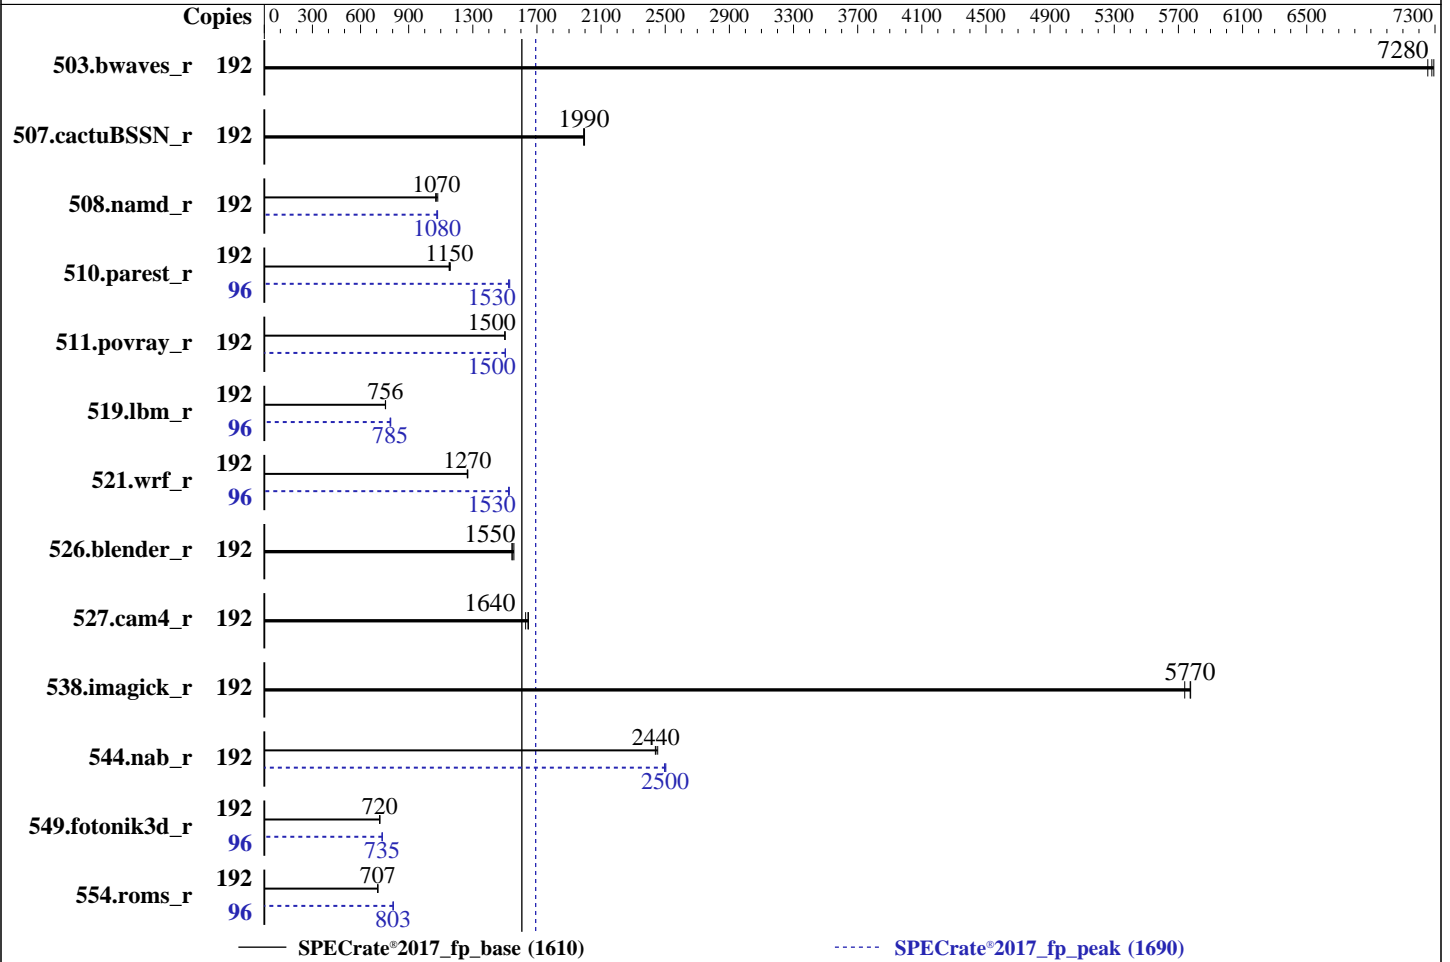 Copies 0 300 600 900 1300 1700 2100 2500 2900 3300 3700 4100 4500 4900 5300 5700 6100 6500 7300
503.bwaves_r 192 7280
507.cactuBSSN_r 192 1990
508.namd_r 192 1070
1080
510.parest_r 192 1150
96 1530
511.povray_r 192 1500
1500
519.lbm_r 192 756
96 785
521.wrf_r 192 1270
96 1530
526.blender_r 192 1550
527.cam4_r 192 1640
538.imagick_r 192 5770
544.nab_r 192 2440
2500
549.fotonik3d_r 192 720
96 735
554.roms_r 192 707
96 803
SPECrate®2017_fp_base (1610) SPECrate®2017_fp_peak (1690)